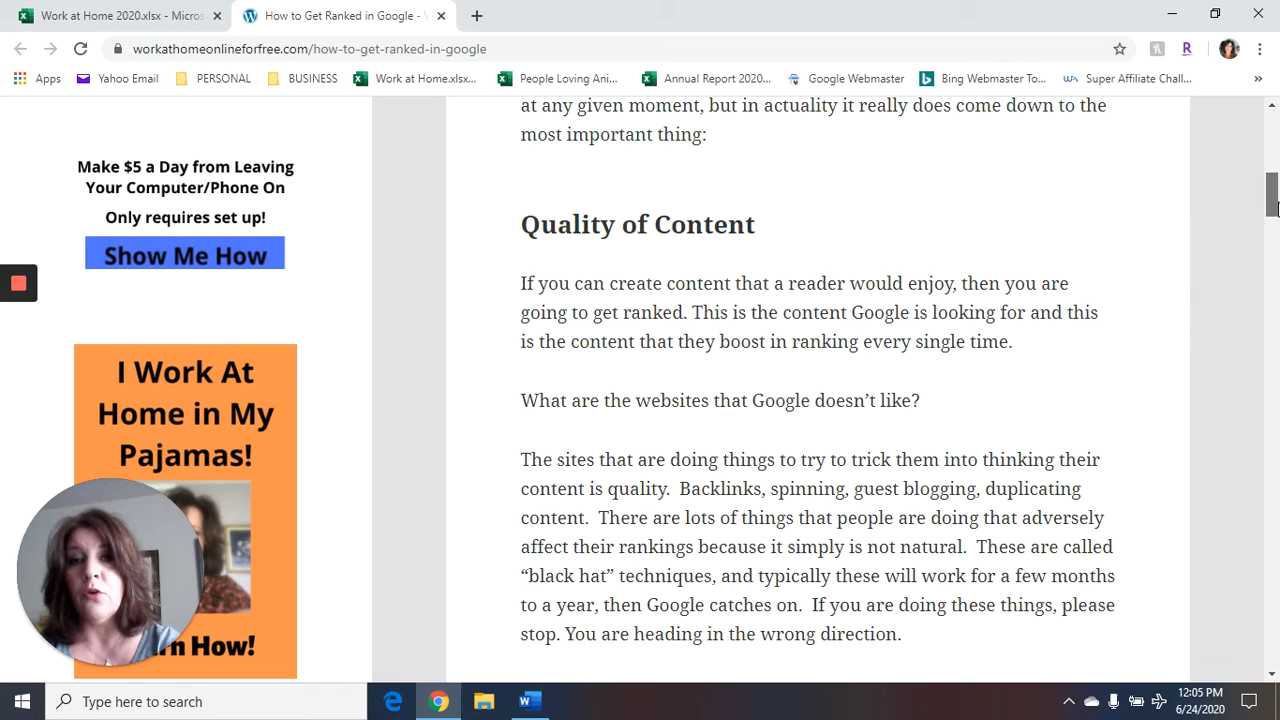 Work at Home 2020.xlsx - Micros
How to Get Ranked in Google -
workathomeonlineforfree.com/how-to-get-ranked-in-google
Apps
Yahoo Email
PERSONAL
BUSINESS
Work at Home.xlsx...
People Loving Ani...
Annual Report 2020...
Google Webmaster
Bing Webmaster To...
Super Affiliate Chall...
at any given moment, but in actuality it really does come down to the
most important thing:
Make $5 a Day from Leaving
Your Computer/Phone On
Only requires set up!
Show Me How
Quality of Content
If you can create content that a reader would enjoy, then you are
going to get ranked. This is the content Google is looking for and this
is the content that they boost in ranking every single time.
I Work At
Home in My
Pajamas!
What are the websites that Google doesn't like?
The sites that are doing things to try to trick them into thinking their
content is quality.  Backlinks, spinning, guest blogging, duplicating
content.  There are lots of things that people are doing that adversely
affect their rankings because it simply is not natural.  These are called
“black hat” techniques, and typically these will work for a few months
to a year, then Google catches on.  If you are doing these things, please
stop. You are heading in the wrong direction.
How!
Type here to search
12:05 PM
6/24/2020